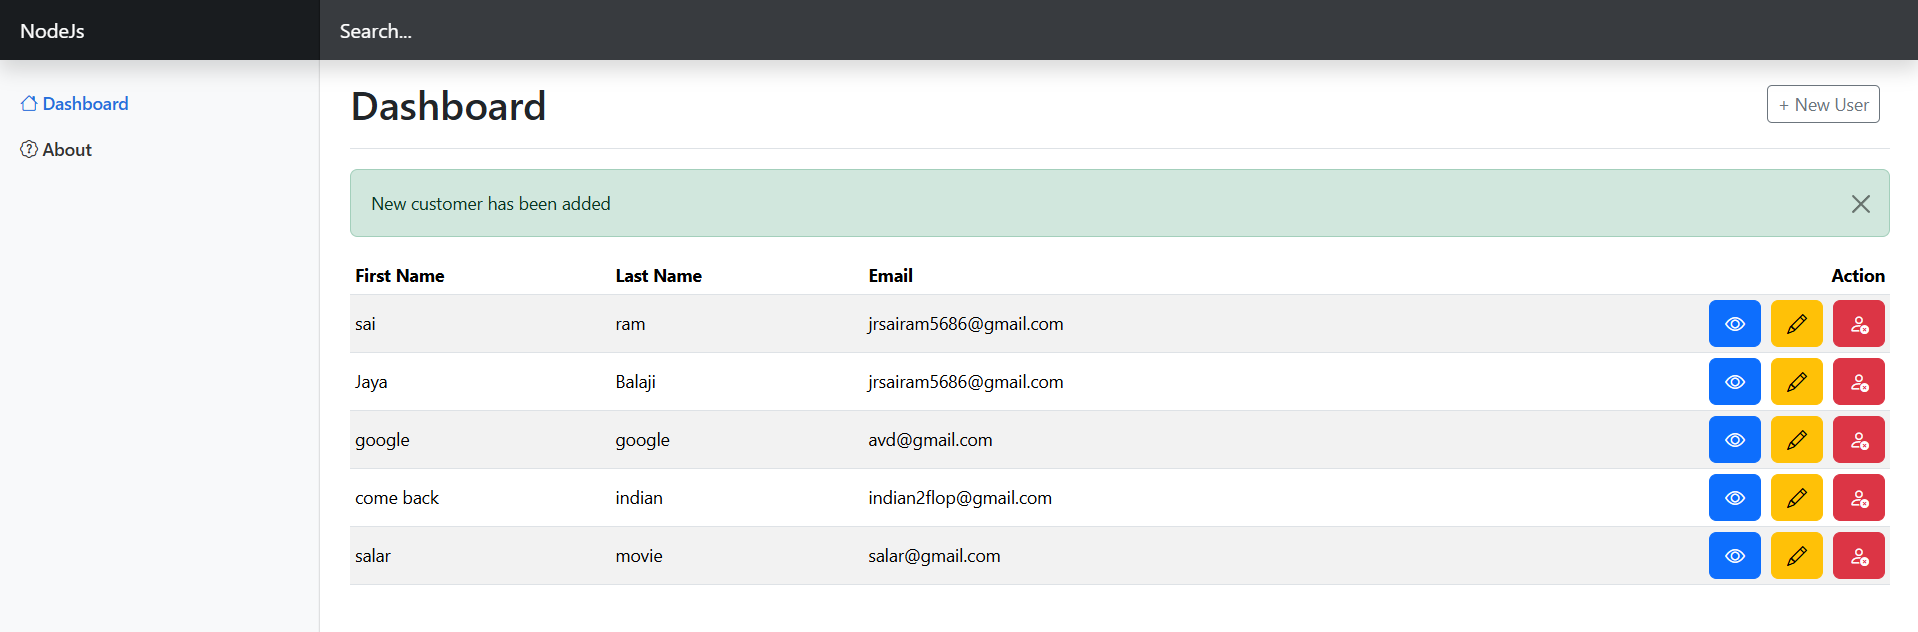 NodeJs
Search...
Dashboard
About
Dashboard
+ New User
New customer has been added
First Name Last Name Email Action
sai ram jrsairam5686@gmail.com
Jaya Balaji jrsairam5686@gmail.com
google google avd@gmail.com
come back indian indian2flop@gmail.com
salar movie salar@gmail.com